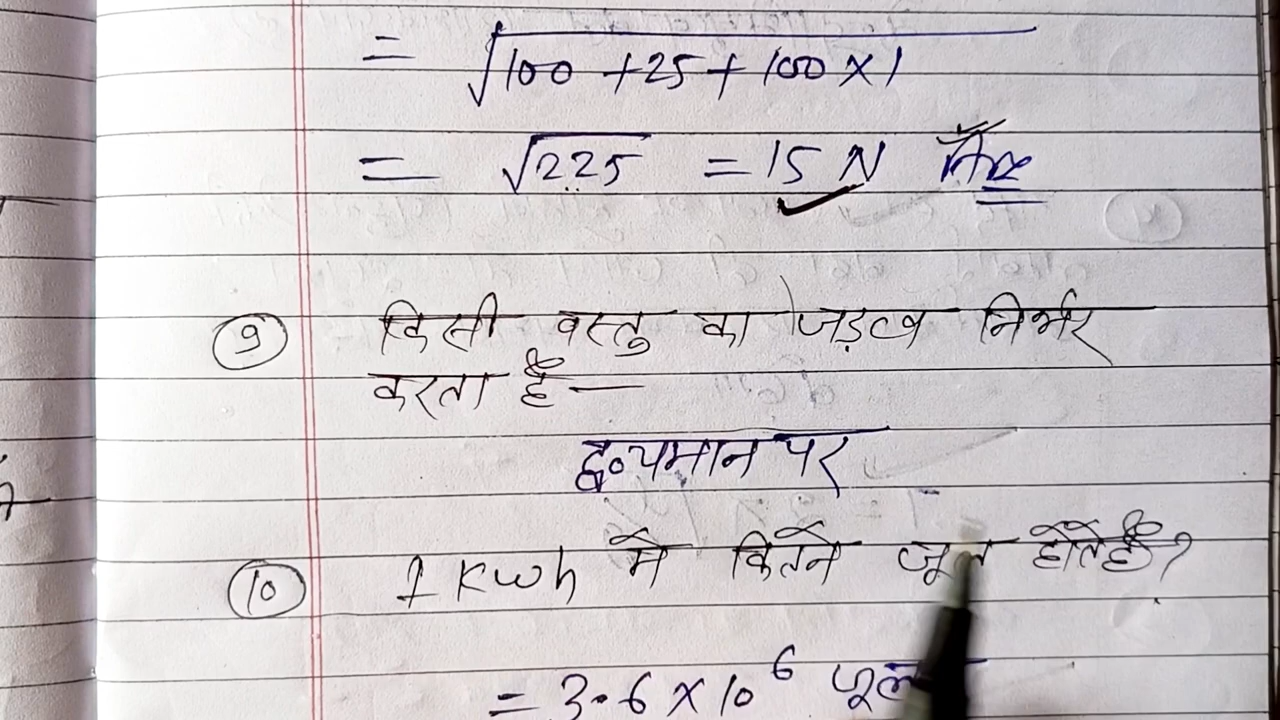 = √100 + 25 + 100 × 1
= √225 = 15 N Ans
9 किसी वस्तु का जड़त्व निर्भर
करता है—
द्रव्यमान पर
10 1 Kwh मे कितने जूल होते है?
= 3.6 × 10⁶ जूल